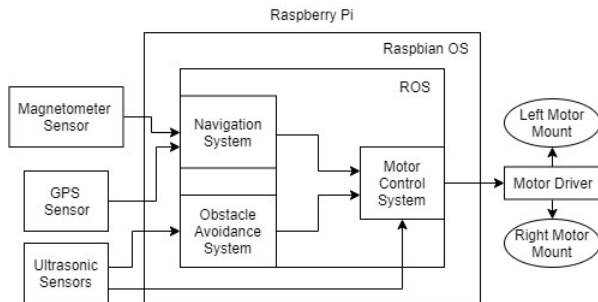 Raspberry Pi
Raspbian OS
ROS
Magnetometer
Sensor
GPS
Sensor
Ultrasonic
Sensors
Navigation
System
Obstacle
Avoidance
System
Motor
Control
System
Left Motor
Mount
Motor Driver
Right Motor
Mount